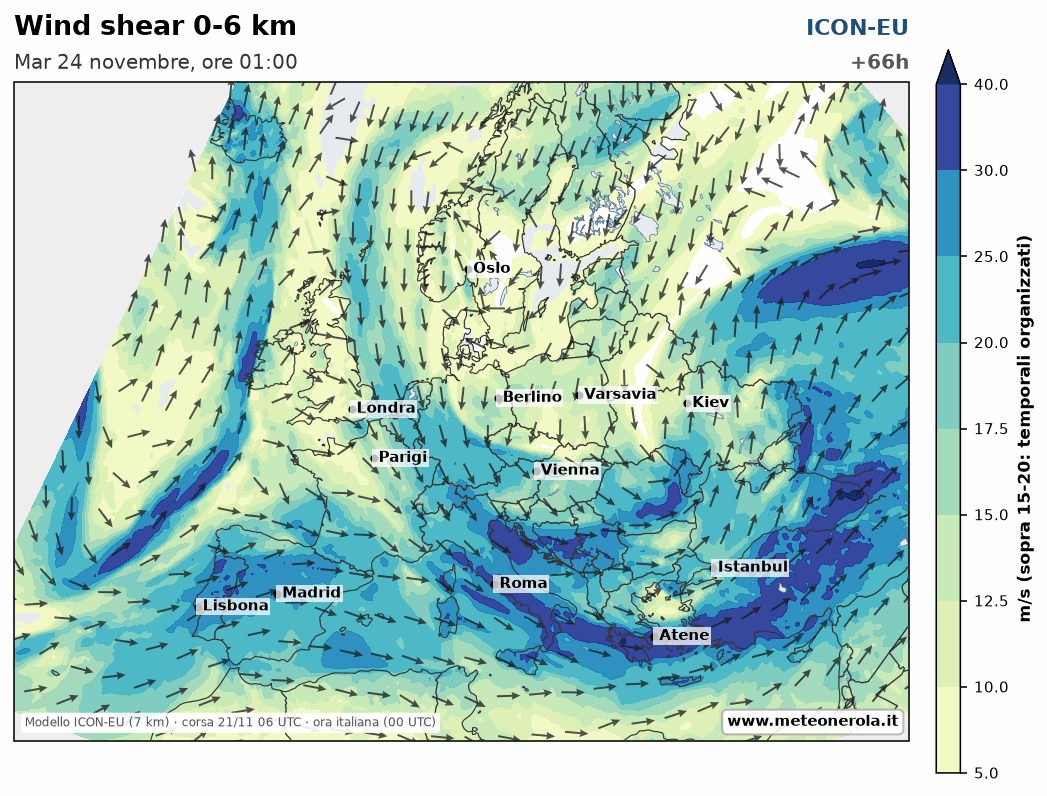 Wind shear 0-6 km
ICON-EU
Mar 24 novembre, ore 01:00
+66h
40.0
30.0
25.0
20.0
17.5
15.0
12.5
10.0
5.0
m/s (sopra 15-20: temporali organizzati)
Oslo
Londra
Berlino
Varsavia
Kiev
Parigi
Vienna
Istanbul
Roma
Madrid
Lisbona
Atene
Modello ICON-EU (7 km) · corsa 21/11 06 UTC · ora italiana (00 UTC)
www.meteonerola.it